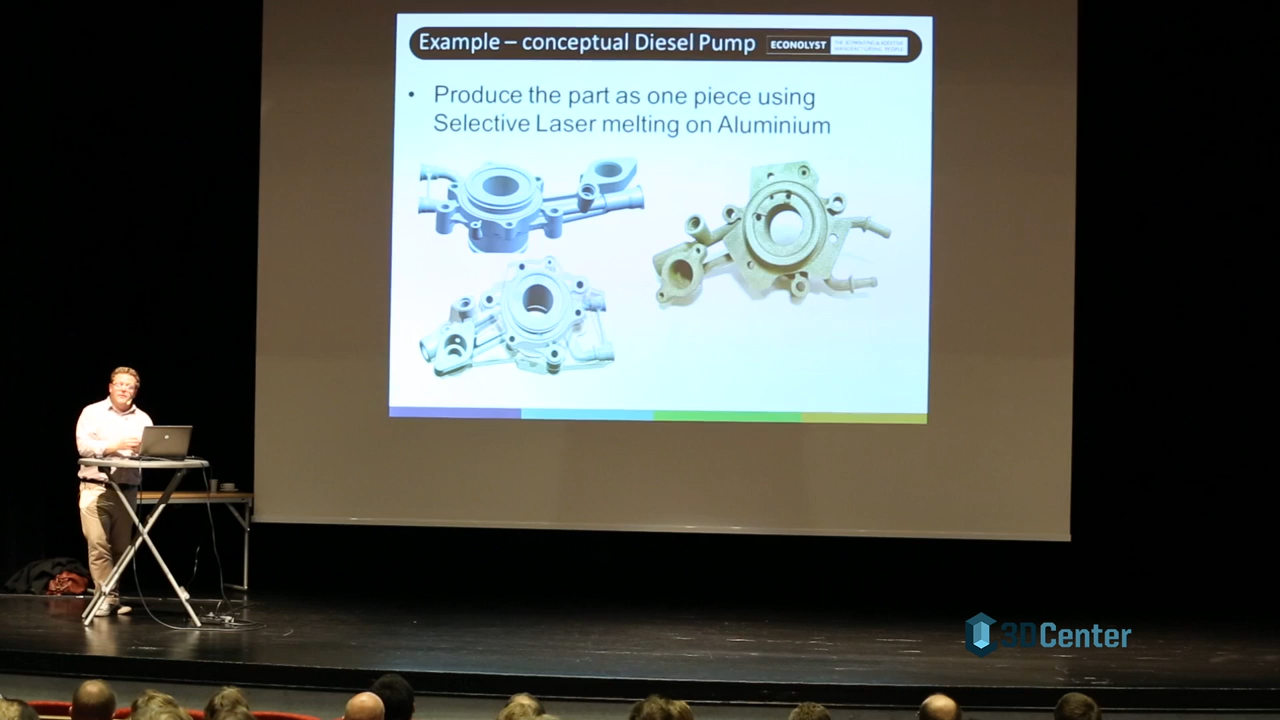 Example – conceptual Diesel Pump
ECONOLYST
• Produce the part as one piece using
Selective Laser melting on Aluminium
3DCenter